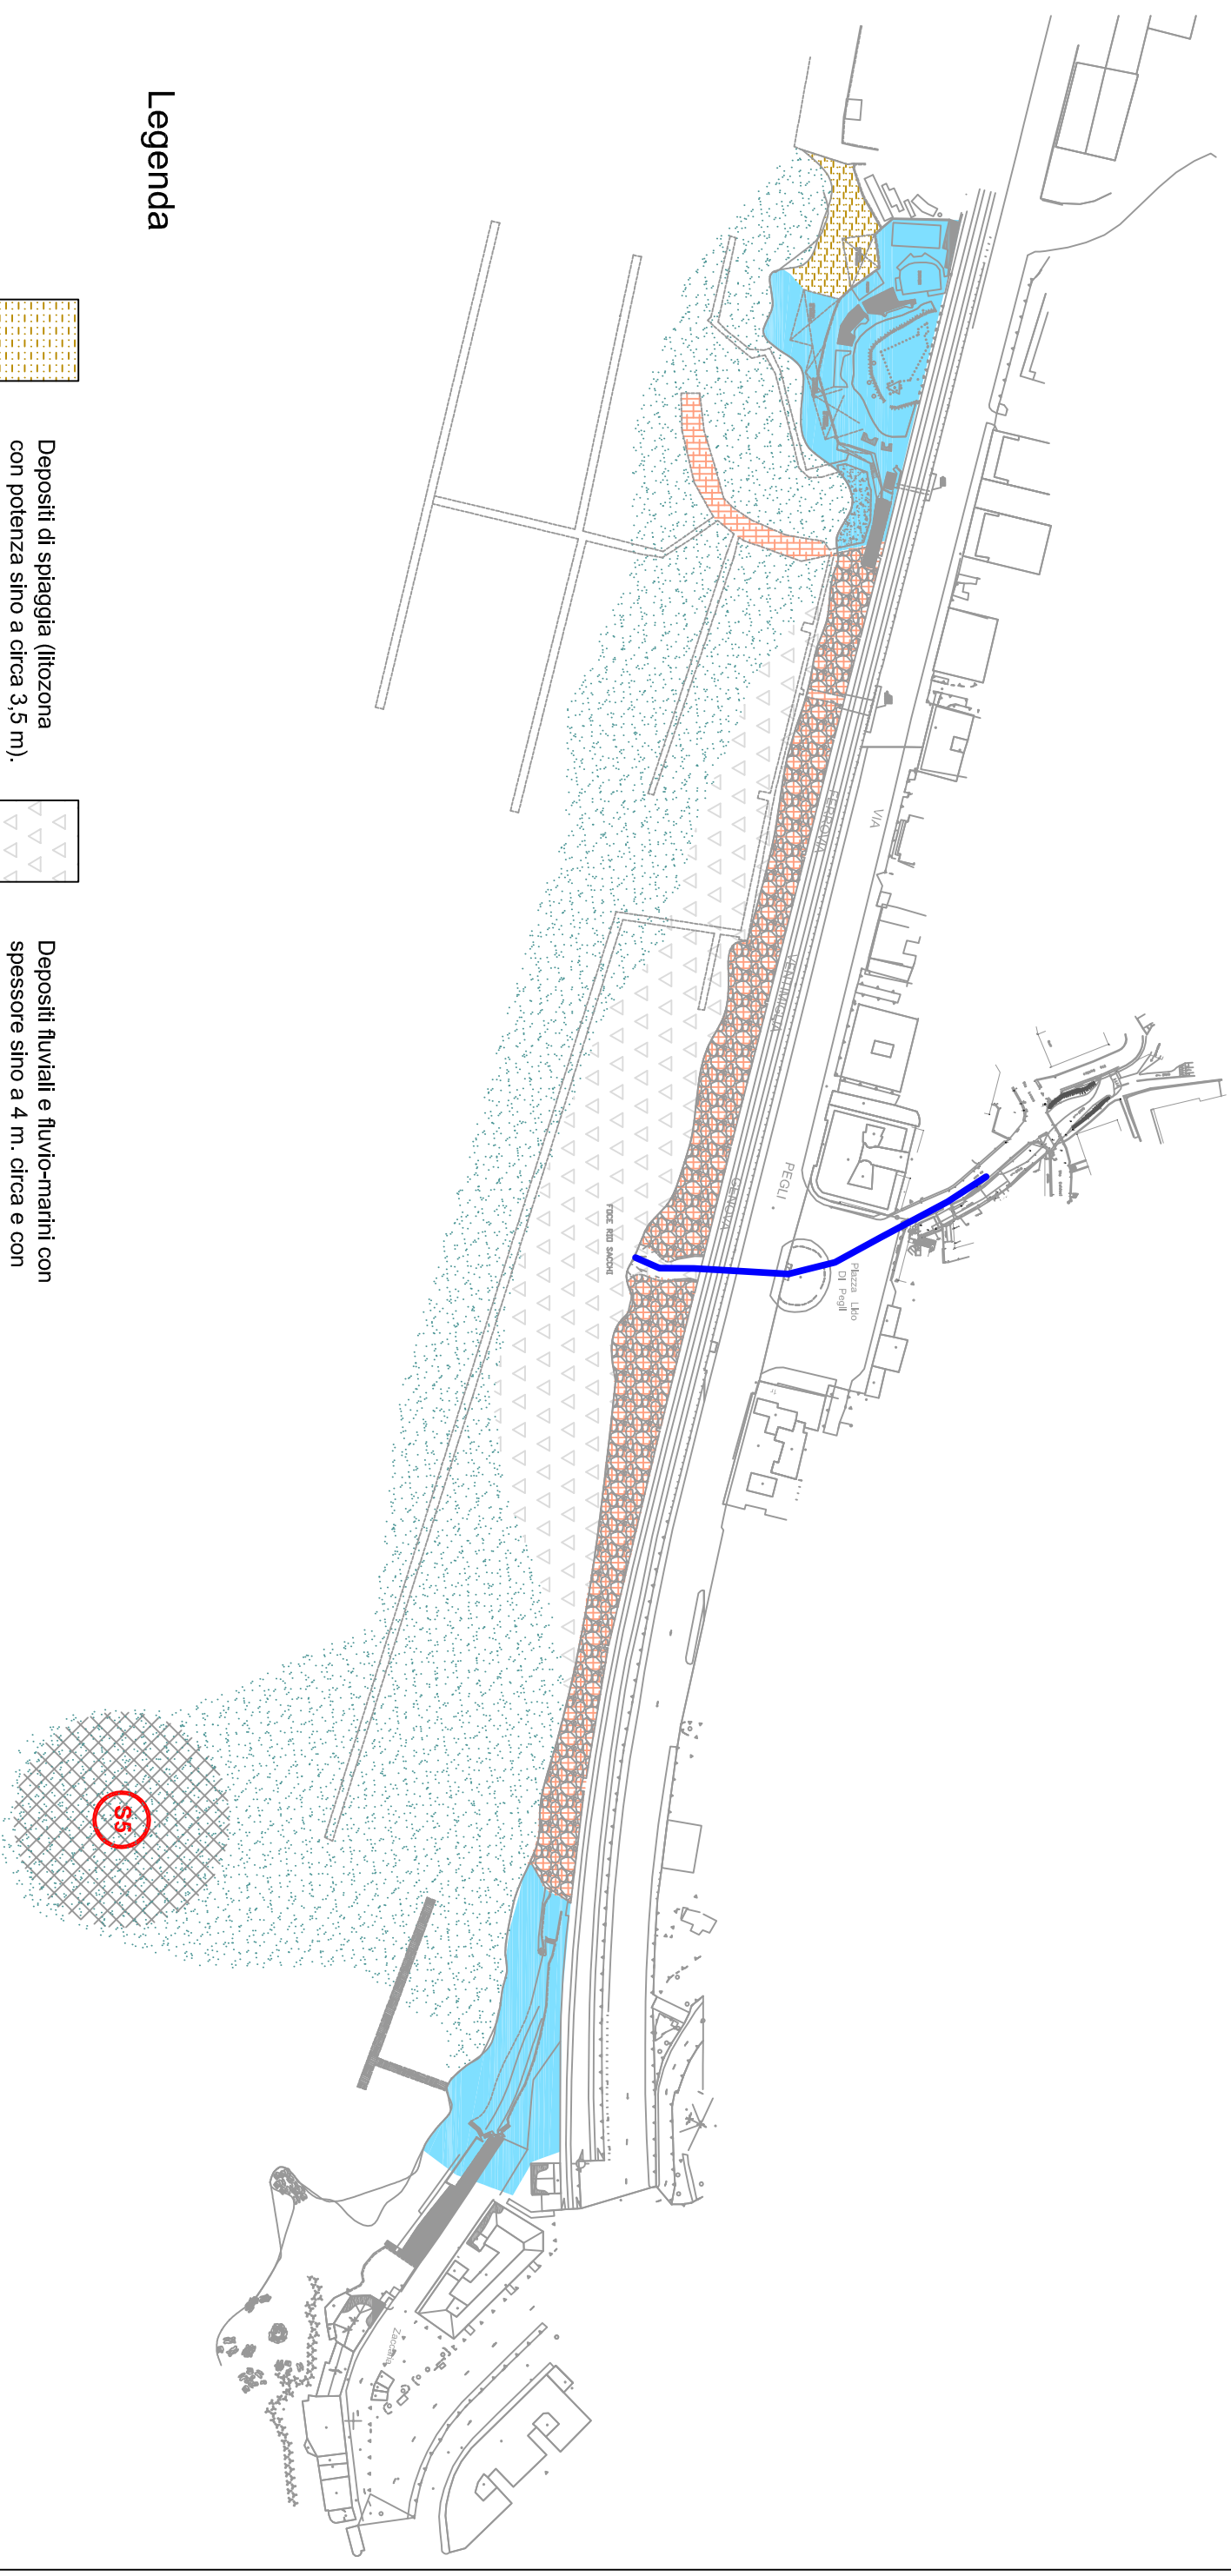 Legenda
Depositi di spiaggia (litozona
con potenza sino a circa 3,5 m).
Depositi fluviali e fluvio-marini con
spessore sino a 4 m. circa e con
VIA
FERROVIA
VENTIMIGLIA
PEGLI
GENOVA
Piazza Lido
Di Pegli
FOCE RIO SACCHI
S5